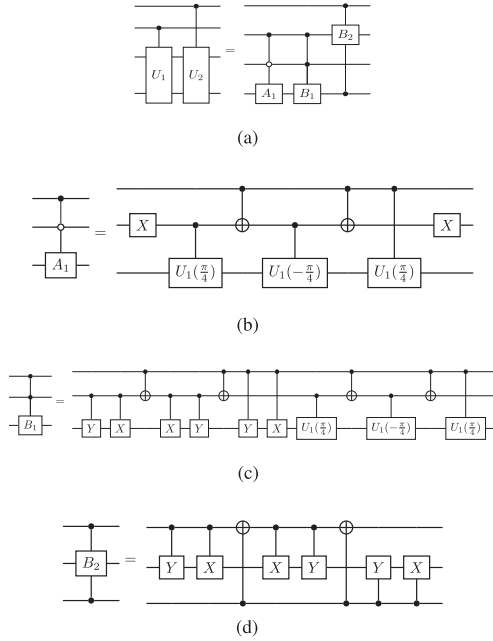 U₁ U₂ = A₁ B₁ B₂
(a)
A₁ = X U₁(π/4) U₁(−π/4) U₁(π/4) X
(b)
B₁ = Y X X Y Y X U₁(π/4) U₁(−π/4) U₁(π/4)
(c)
B₂ = Y X X Y Y X
(d)